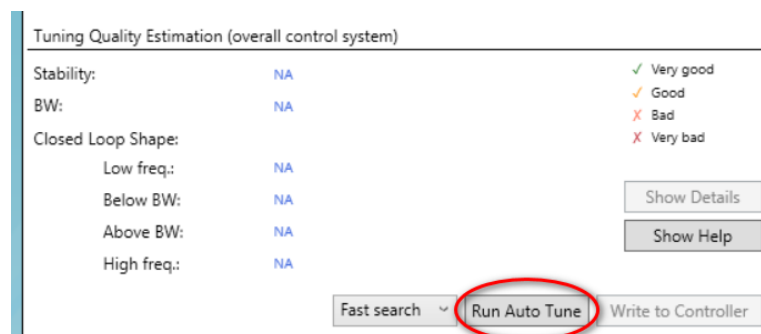 Tuning Quality Estimation (overall control system)
Stability: NA
✓ Very good
✓ Good
BW: NA
✗ Bad
✗ Very bad
Closed Loop Shape:
Low freq.: NA
Below BW: NA
Show Details
Above BW: NA
Show Help
High freq.: NA
Fast search Run Auto Tune Write to Controller